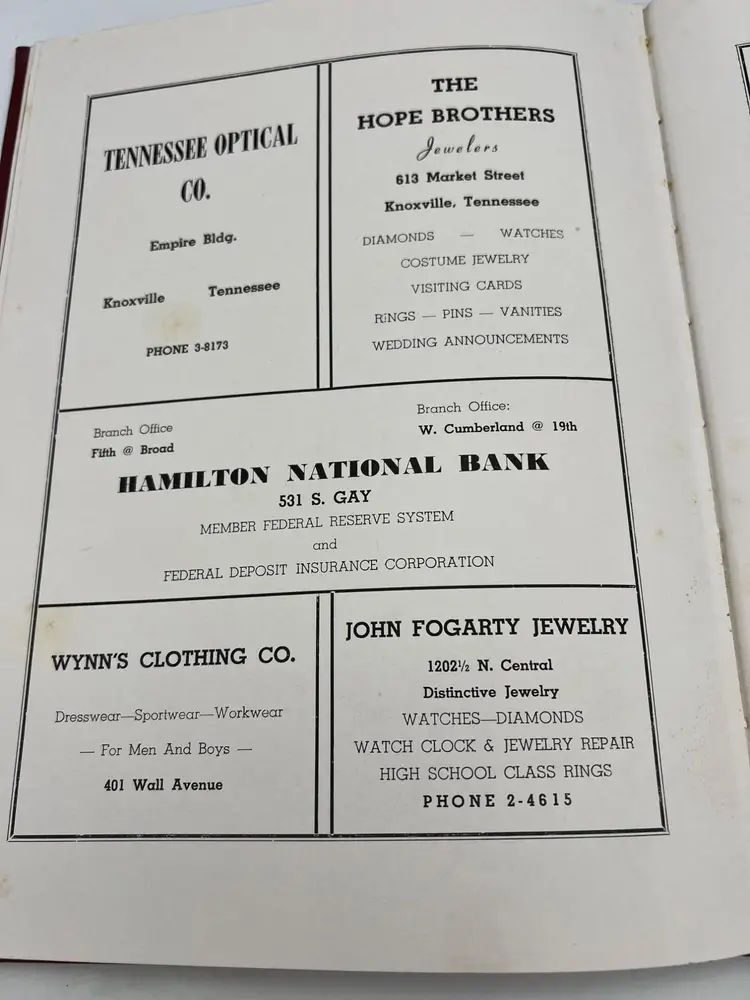 TENNESSEE OPTICAL
CO.
Empire Bldg.
Knoxville Tennessee
PHONE 3-8173
THE
HOPE BROTHERS
Jewelers
613 Market Street
Knoxville, Tennessee
DIAMONDS — WATCHES
COSTUME JEWELRY
VISITING CARDS
RINGS — PINS — VANITIES
WEDDING ANNOUNCEMENTS
Branch Office
Fifth @ Broad
Branch Office:
W. Cumberland @ 19th
HAMILTON NATIONAL BANK
531 S. GAY
MEMBER FEDERAL RESERVE SYSTEM
and
FEDERAL DEPOSIT INSURANCE CORPORATION
WYNN'S CLOTHING CO.
Dresswear—Sportwear—Workwear
— For Men And Boys —
401 Wall Avenue
JOHN FOGARTY JEWELRY
1202½ N. Central
Distinctive Jewelry
WATCHES—DIAMONDS
WATCH CLOCK & JEWELRY REPAIR
HIGH SCHOOL CLASS RINGS
PHONE 2-4615